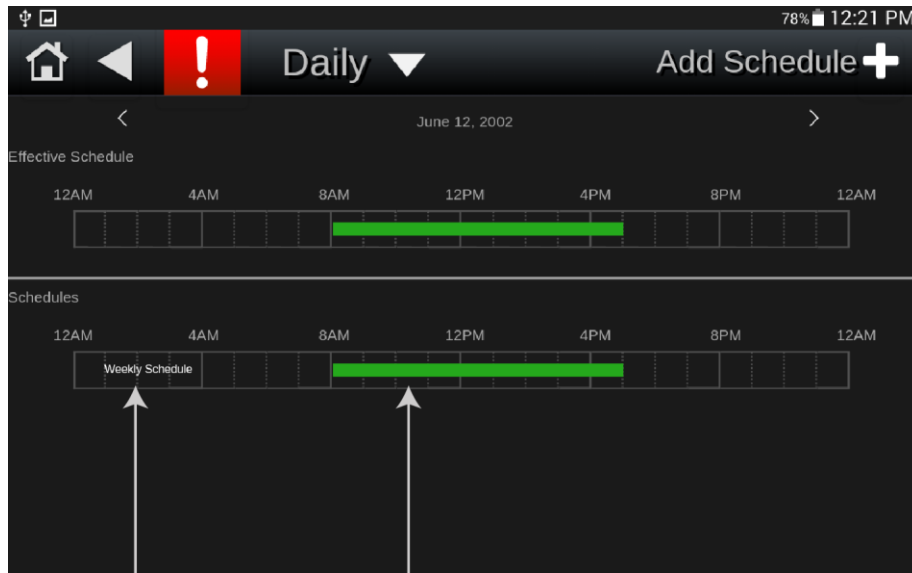 78% 12:21 PM
! Daily Add Schedule
June 12, 2002
Effective Schedule
12AM 4AM 8AM 12PM 4PM 8PM 12AM
Schedules
12AM 4AM 8AM 12PM 4PM 8PM 12AM
Weekly Schedule